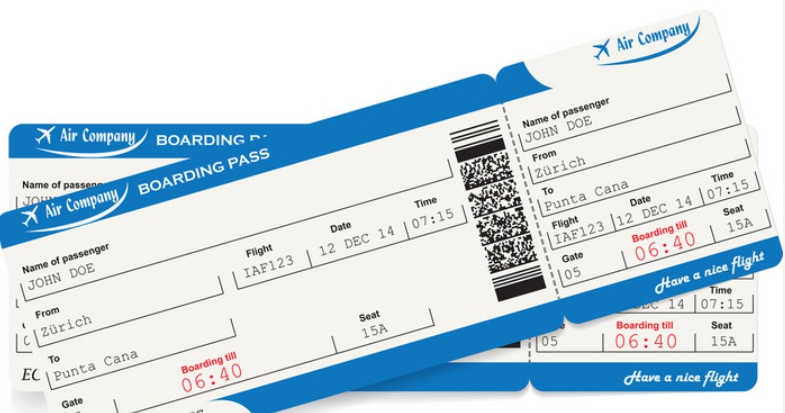 Air Company
BOARDING PASS
Name of passenger
JOHN DOE
From
Zürich
To
Punta Cana
Gate
Flight
IAF123
Date
12 DEC 14
Time
07:15
Seat
15A
Boarding till
06:40
Air Company
Name of passenger
JOHN DOE
From
Zürich
To
Punta Cana
Flight
IAF123
Date
12 DEC 14
Time
07:15
Gate
05
Boarding till
06:40
Seat
15A
Have a nice flight
Air Company
BOARDING
Name of
Time
14
07:15
05
Boarding till
06:40
Seat
15A
Have a nice flight